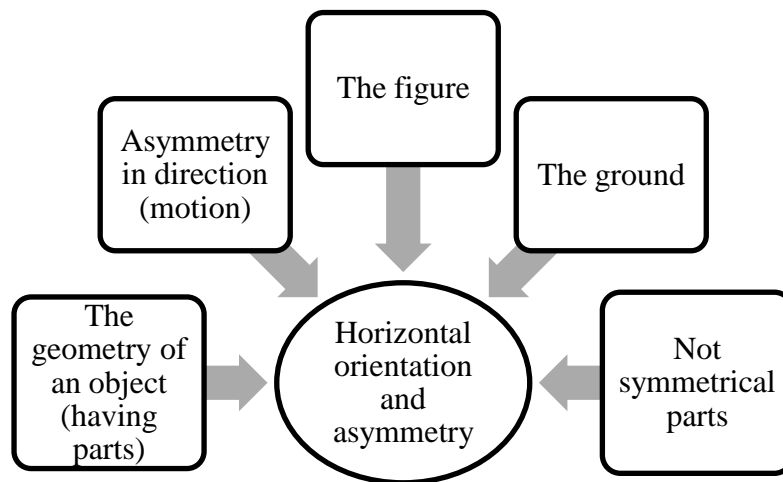 The figure
Asymmetry
in direction
(motion)
The ground
The
geometry of
an object
(having
parts)
Horizontal
orientation
and
asymmetry
Not
symmetrical
parts